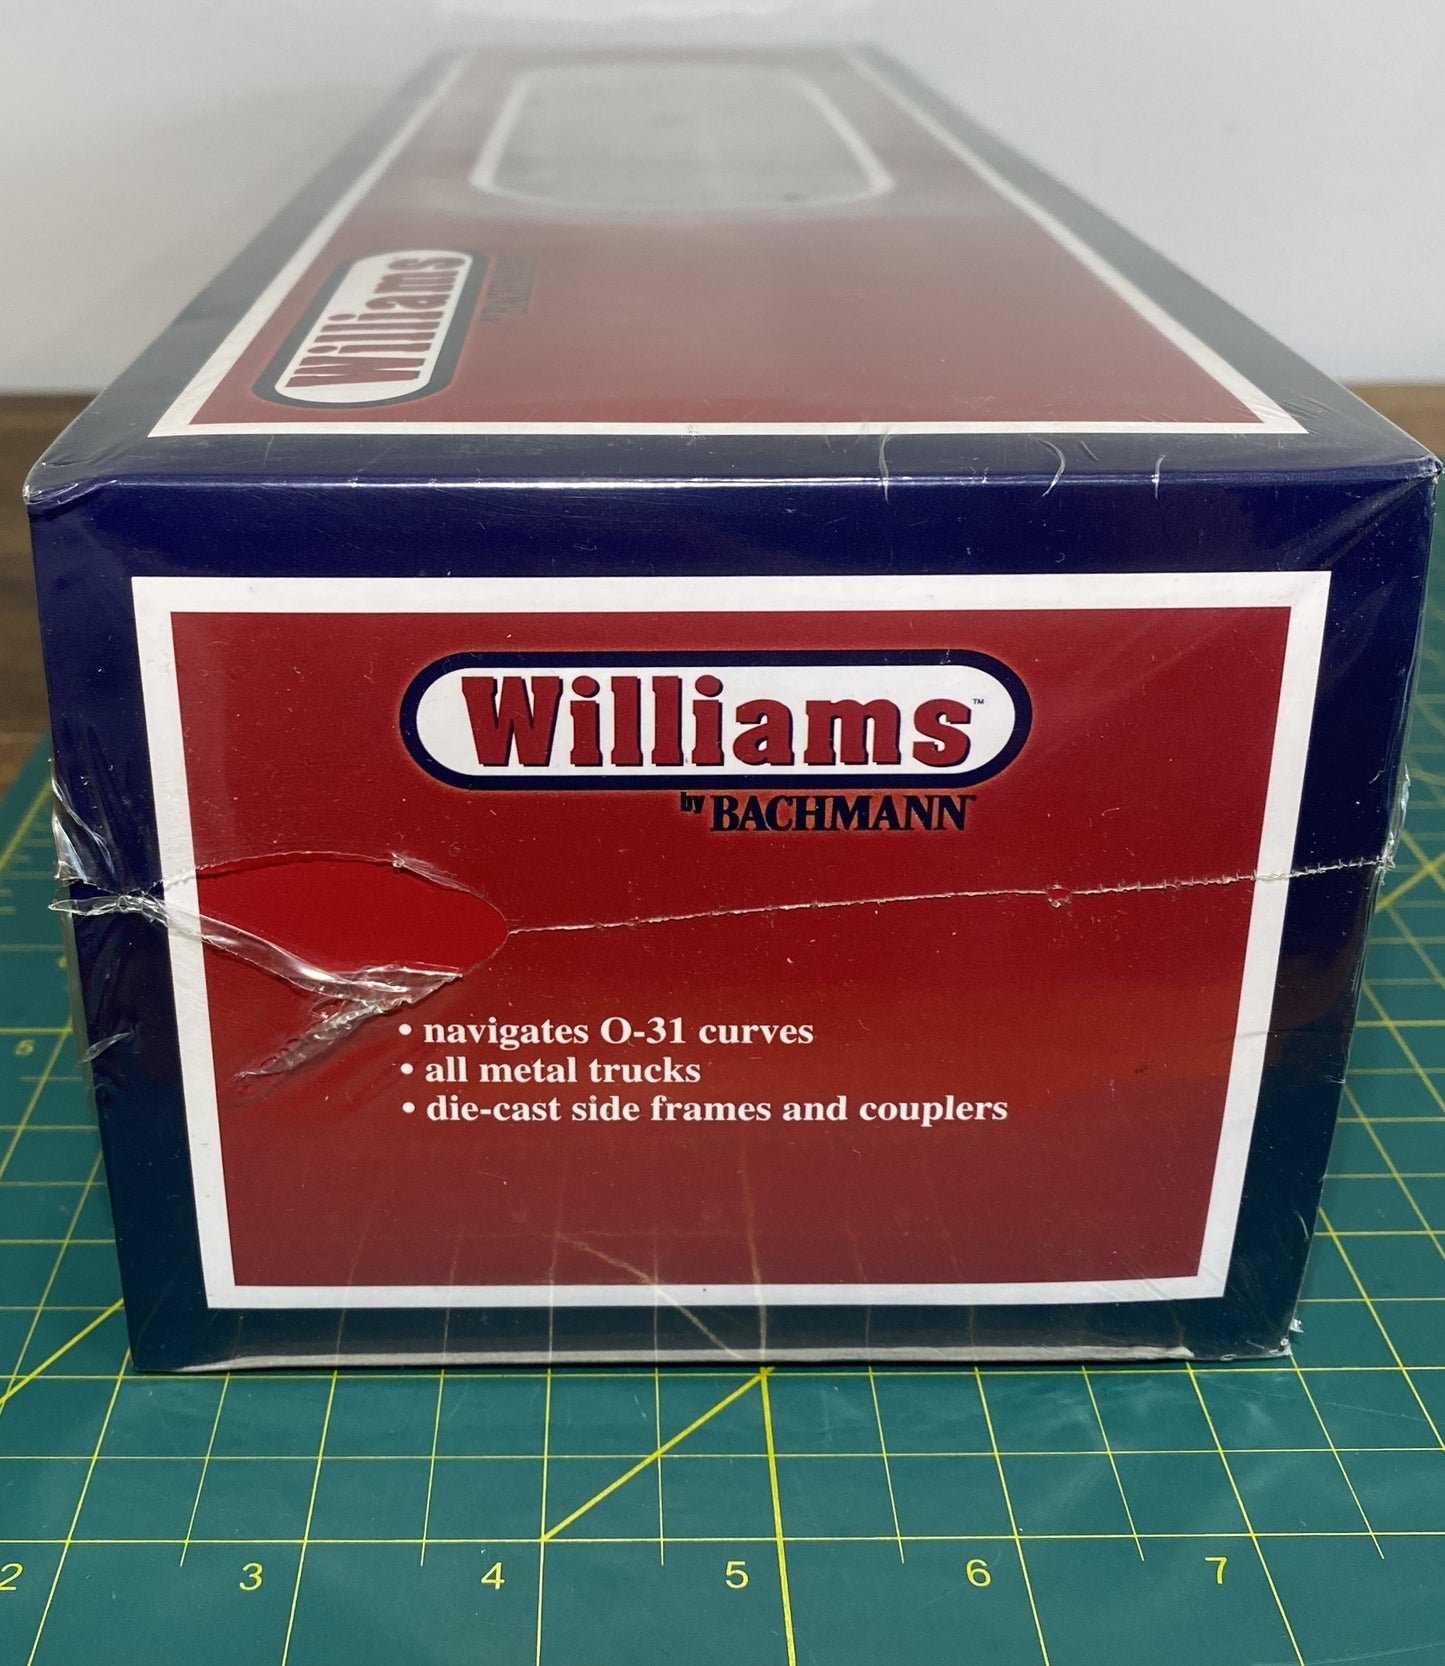 Williams
Williams™
by BACHMANN
• navigates O-31 curves
• all metal trucks
• die-cast side frames and couplers
2 3 4 5 6 7